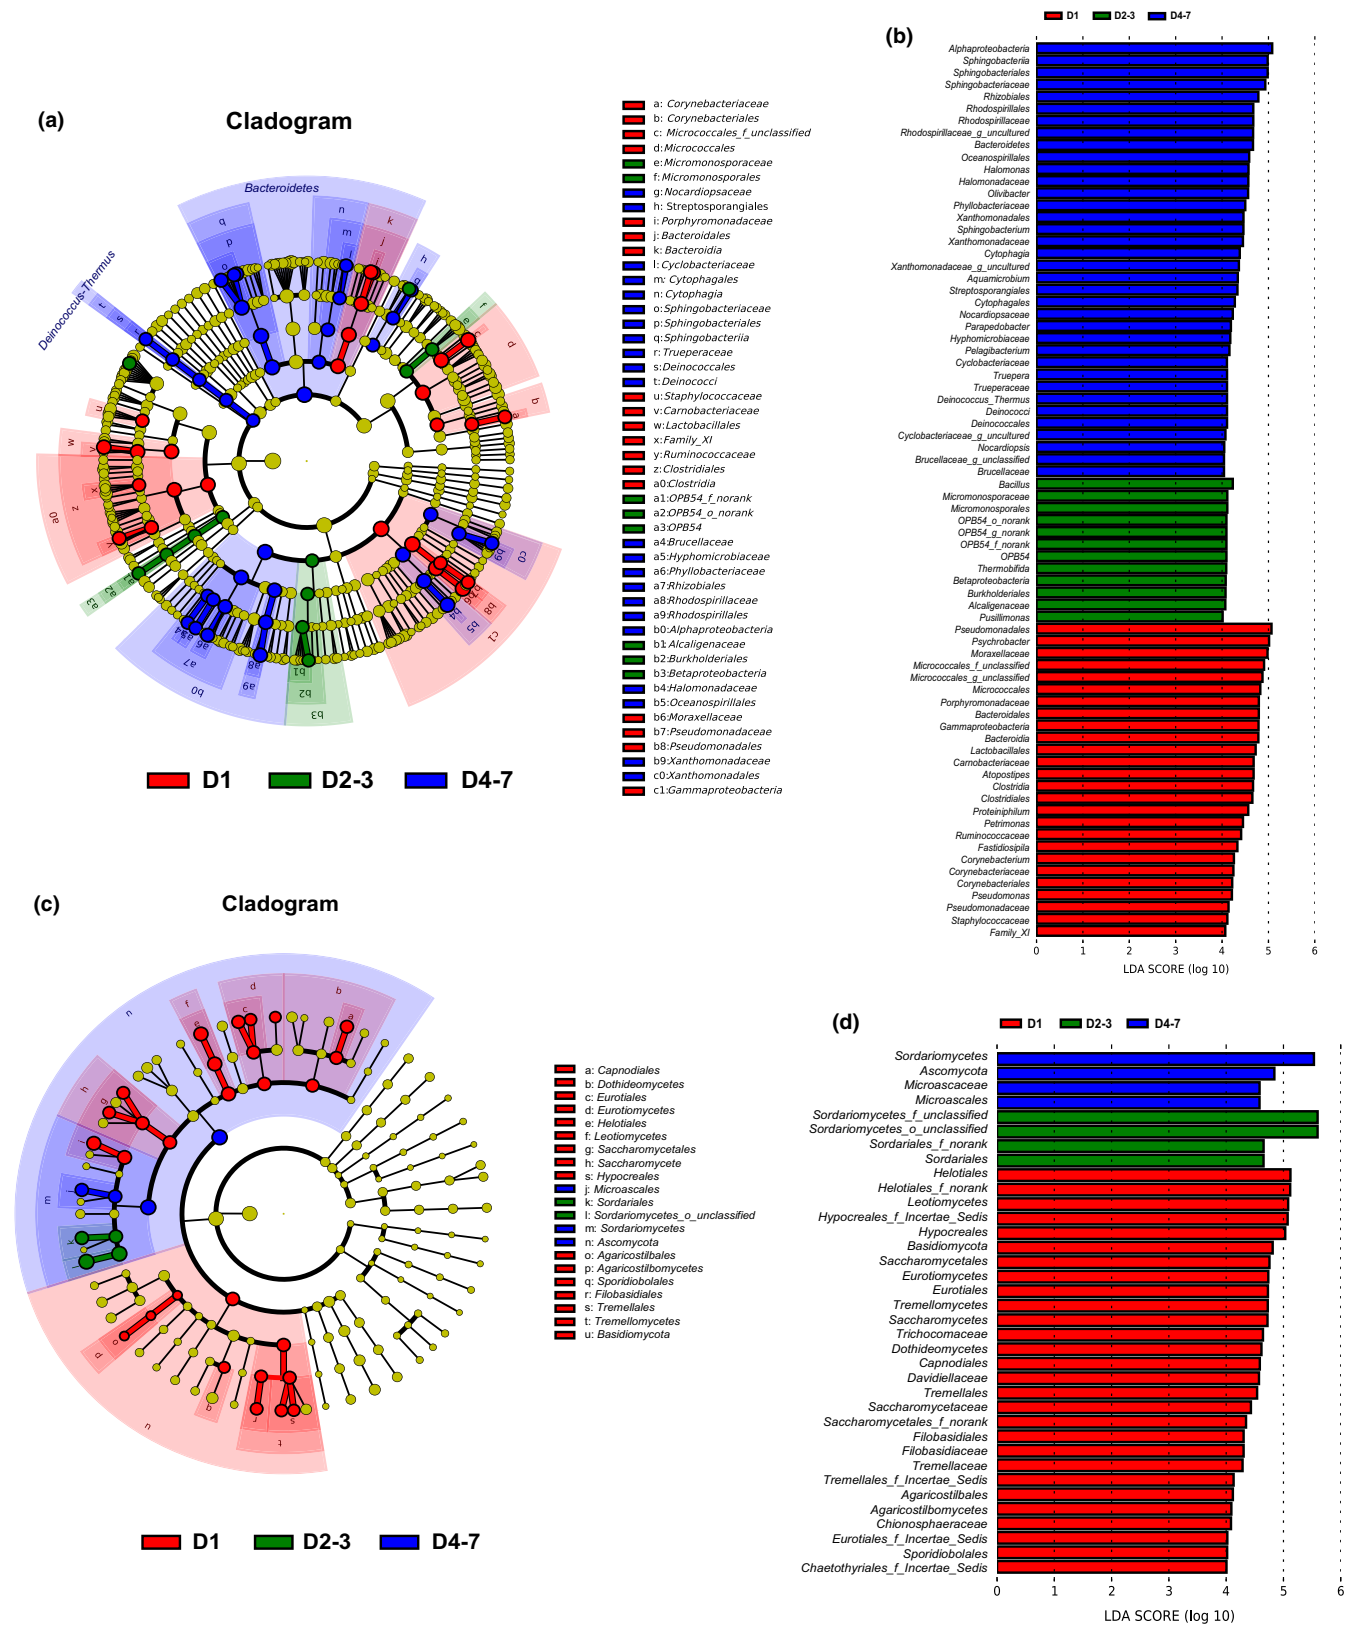 (a)
Cladogram
Bacteroidetes
Deinococcus-Thermus
a: Corynebacteriaceae
b: Corynebacteriales
c: Micrococcales_f_unclassified
d: Micrococcales
e: Micromonosporaceae
f: Micromonosporales
g: Nocardiopsaceae
h: Streptosporangiales
i: Porphyromonadaceae
j: Bacteroidales
k: Bacteroidia
l: Cyclobacteriaceae
m: Cytophagales
n: Cytophagia
o: Sphingobacteriaceae
p: Sphingobacteriales
q: Sphingobacteriia
r: Trueperaceae
s: Deinococcales
t: Deinococci
u: Staphylococcaceae
v: Carnobacteriaceae
w: Lactobacillales
x: Family_XI
y: Ruminococcaceae
z: Clostridiales
a0:Clostridia
a1:OPB54_f_norank
a2:OPB54_o_norank
a3:OPB54
a4:Brucellaceae
a5:Hyphomicrobiaceae
a6:Phyllobacteriaceae
a7:Rhizobiales
a8:Rhodospirillaceae
a9:Rhodospirillales
b0:Alphaproteobacteria
b1:Alcaligenaceae
b2:Burkholderiales
b3:Betaproteobacteria
b4:Halomonadaceae
b5:Oceanospirillales
b6:Moraxellaceae
b7:Pseudomonadaceae
b8:Pseudomonadales
b9:Xanthomonadaceae
c0:Xanthomonadales
c1:Gammaproteobacteria
D1 D2-3 D4-7
(b)
D1 D2-3 D4-7
Alphaproteobacteria
Sphingobacteriia
Sphingobacteriales
Sphingobacteriaceae
Rhizobiales
Rhodospirillales
Rhodospirillaceae
Rhodospirillaceae_g_uncultured
Bacteroidetes
Oceanospirillales
Halomonas
Halomonadaceae
Olivibacter
Phyllobacteriaceae
Xanthomonadales
Sphingobacterium
Xanthomonadaceae
Cytophagia
Xanthomonadaceae_g_uncultured
Aquamicrobium
Streptosporangiales
Cytophagales
Nocardiopsaceae
Parapedobacter
Hyphomicrobiaceae
Pelagibacterium
Cyclobacteriaceae
Truepera
Trueperaceae
Deinococcus_Thermus
Deinococci
Deinococcales
Cyclobacteriaceae_g_uncultured
Nocardiopsis
Brucellaceae_g_unclassified
Brucellaceae
Bacillus
Micromonosporaceae
Micromonosporales
OPB54_o_norank
OPB54_g_norank
OPB54_f_norank
OPB54
Thermobifida
Betaproteobacteria
Burkholderiales
Alcaligenaceae
Pusillimonas
Pseudomonadales
Psychrobacter
Moraxellaceae
Micrococcales_f_unclassified
Micrococcales_g_unclassified
Micrococcales
Porphyromonadaceae
Bacteroidales
Gammaproteobacteria
Bacteroidia
Lactobacillales
Carnobacteriaceae
Atopostipes
Clostridia
Clostridiales
Proteiniphilum
Petrimonas
Ruminococcaceae
Fastidiosipila
Corynebacterium
Corynebacteriaceae
Corynebacteriales
Pseudomonas
Pseudomonadaceae
Staphylococcaceae
Family_XI
0 1 2 3 4 5 6
LDA SCORE (log 10)
(c)
Cladogram
a: Capnodiales
b: Dothideomycetes
c: Eurotiales
d: Eurotiomycetes
e: Helotiales
f: Leotiomycetes
g: Saccharomycetales
h: Saccharomycete
s: Hypocreales
j: Microascales
k: Sordariales
l: Sordariomycetes_o_unclassified
m: Sordariomycetes
n: Ascomycota
o: Agaricostilbales
p: Agaricostilbomycetes
q: Sporidiobolales
r: Filobasidiales
s: Tremellales
t: Tremellomycetes
u: Basidiomycota
D1 D2-3 D4-7
(d)
D1 D2-3 D4-7
Sordariomycetes
Ascomycota
Microascaceae
Microascales
Sordariomycetes_f_unclassified
Sordariomycetes_o_unclassified
Sordariales_f_norank
Sordariales
Helotiales
Helotiales_f_norank
Leotiomycetes
Hypocreales_f_Incertae_Sedis
Hypocreales
Basidiomycota
Saccharomycetales
Eurotiomycetes
Eurotiales
Tremellomycetes
Saccharomycetes
Trichocomaceae
Dothideomycetes
Capnodiales
Davidiellaceae
Tremellales
Saccharomycetaceae
Saccharomycetales_f_norank
Filobasidiales
Filobasidiaceae
Tremellaceae
Tremellales_f_Incertae_Sedis
Agaricostilbales
Agaricostilbomycetes
Chionosphaeraceae
Eurotiales_f_Incertae_Sedis
Sporidiobolales
Chaetothyriales_f_Incertae_Sedis
0 1 2 3 4 5 6
LDA SCORE (log 10)